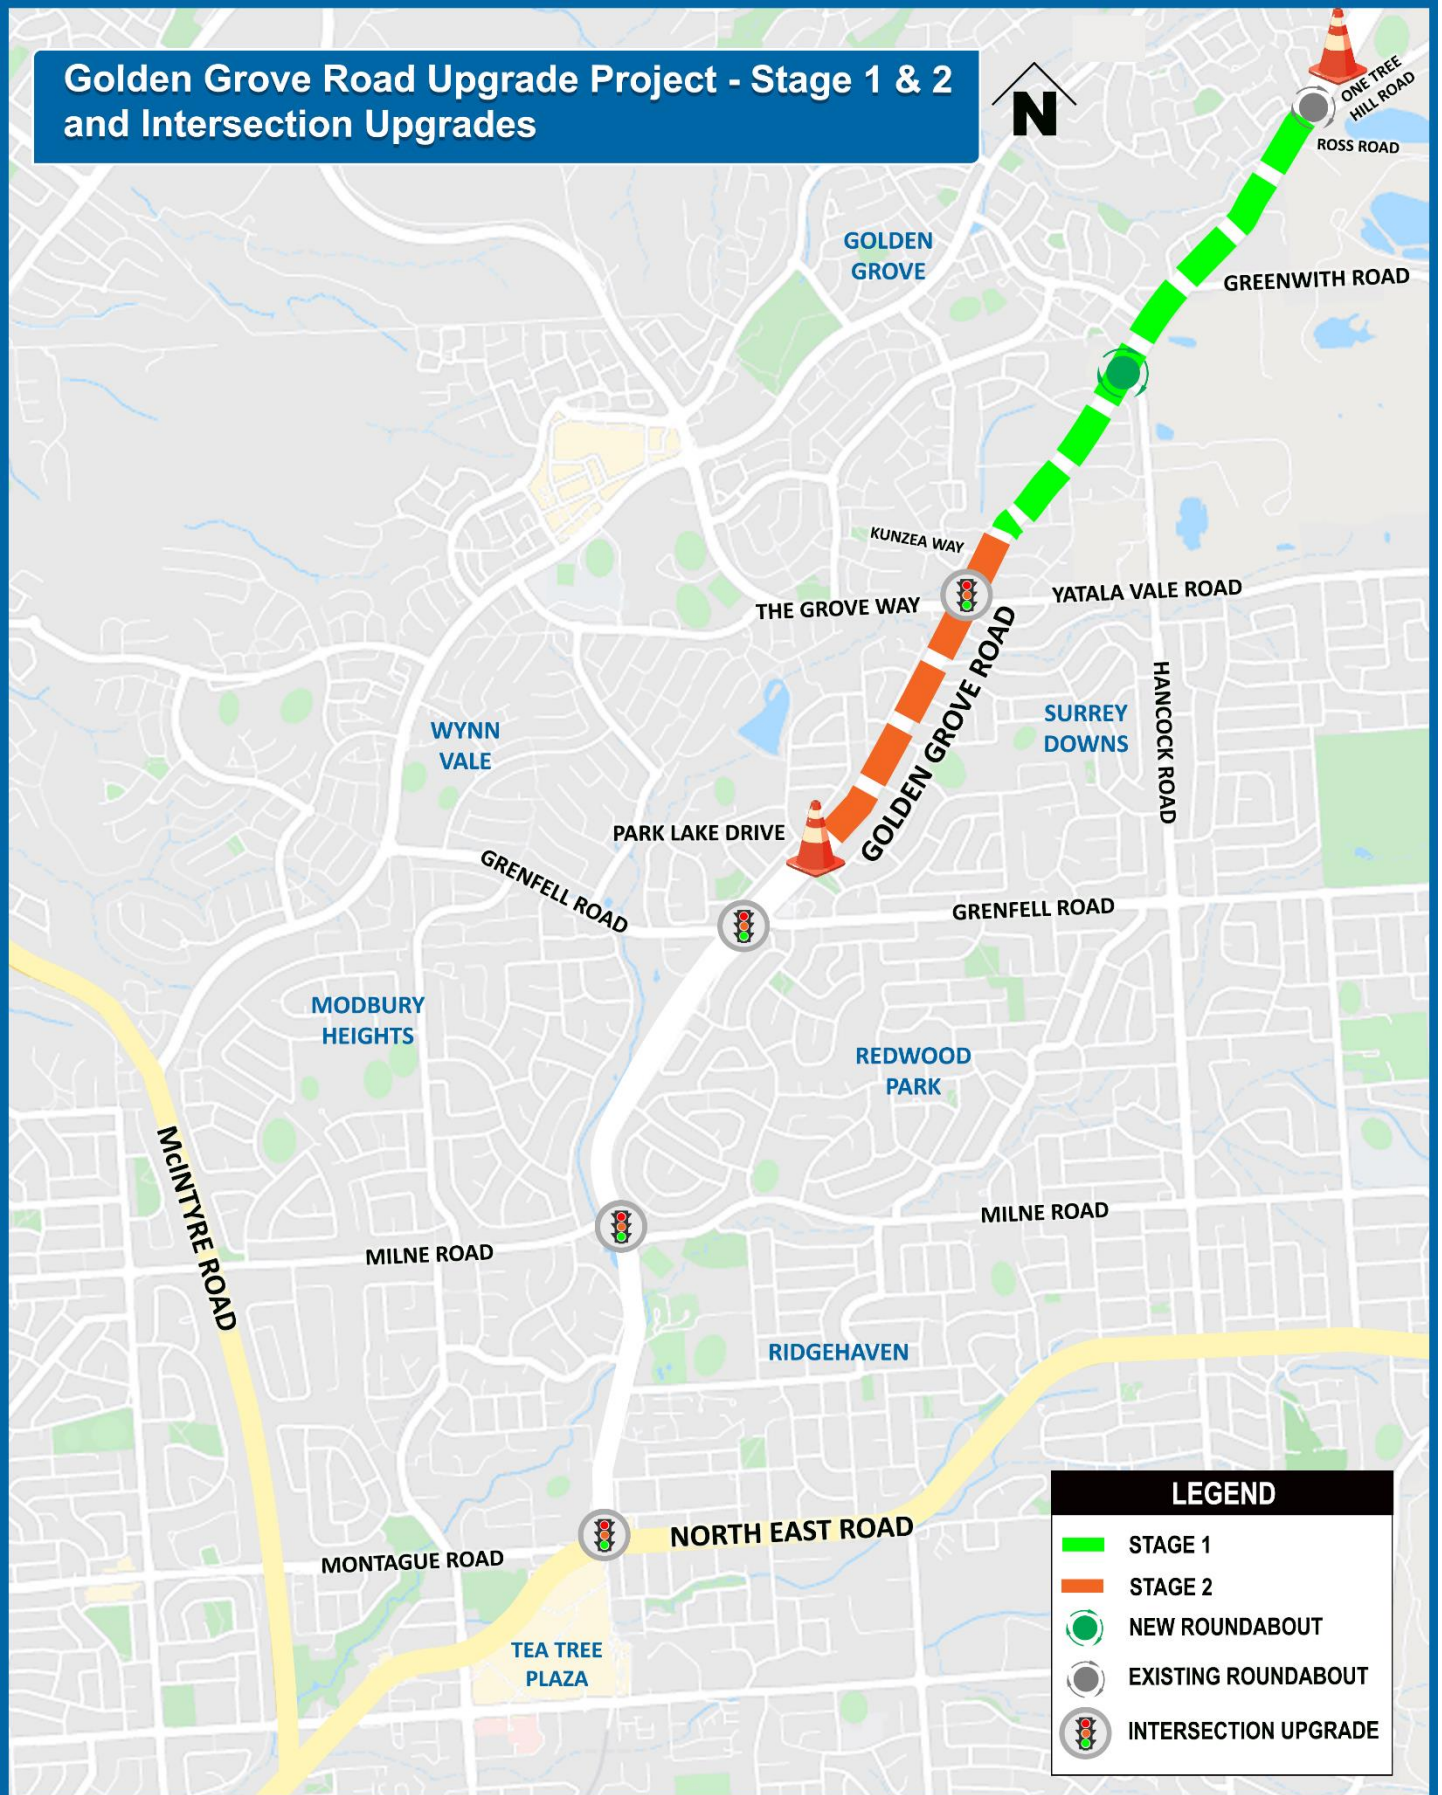 Golden Grove Road Upgrade Project - Stage 1 & 2
and Intersection Upgrades
N
ONE TREE
HILL ROAD
ROSS ROAD
GOLDEN
GROVE
GREENWITH ROAD
KUNZEA WAY
THE GROVE WAY
YATALA VALE ROAD
GOLDEN GROVE ROAD
HANCOCK ROAD
SURREY
DOWNS
WYNN
VALE
PARK LAKE DRIVE
GRENFELL ROAD
GRENFELL ROAD
MODBURY
HEIGHTS
REDWOOD
PARK
McINTYRE ROAD
MILNE ROAD
MILNE ROAD
RIDGEHAVEN
NORTH EAST ROAD
MONTAGUE ROAD
TEA TREE
PLAZA
LEGEND
STAGE 1
STAGE 2
NEW ROUNDABOUT
EXISTING ROUNDABOUT
INTERSECTION UPGRADE